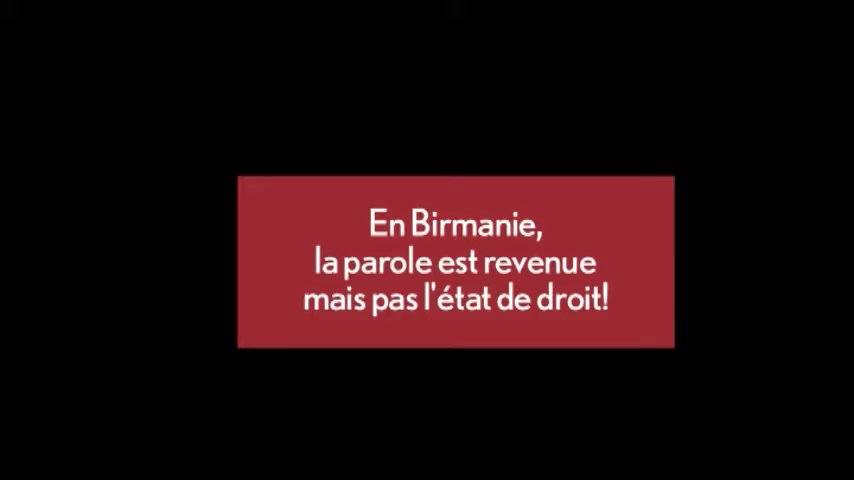 En Birmanie,
la parole est revenue
mais pas l'état de droit!